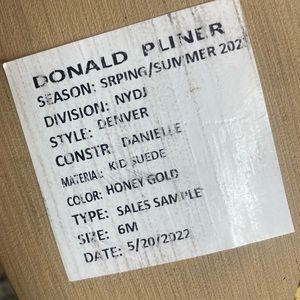 DONALD PLINER
SEASON: SRPING/SUMMER 202
DIVISION: NYDJ
STYLE: DENVER
CONSTR: DANIELLE
MATERIAL: KID SUEDE
COLOR: HONEY GOLD
TYPE: SALES SAMPLE
SIZE: 6M
DATE: 5/20/2022